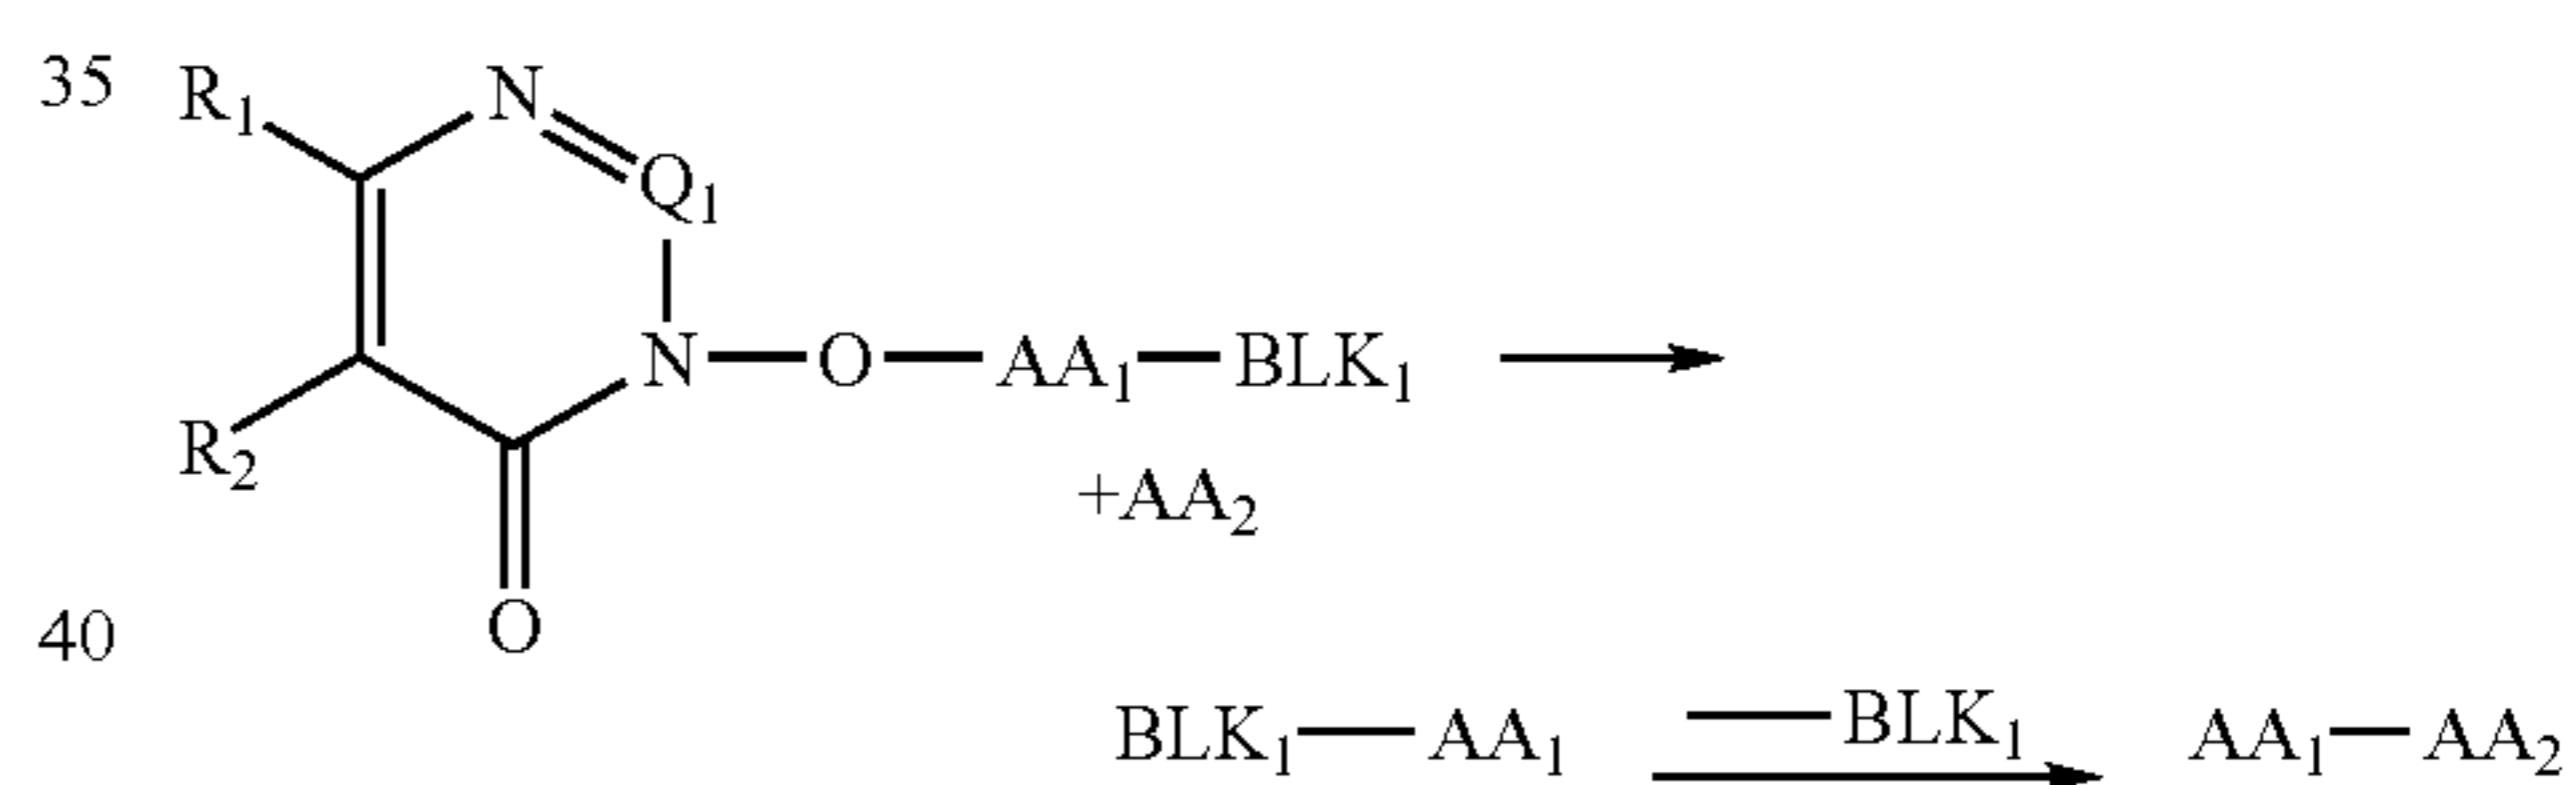 35 R1 N
Q1
N—O—AA1—BLK1
R2
+AA2
O
40
BLK1—AA1 —BLK1 AA1—AA2